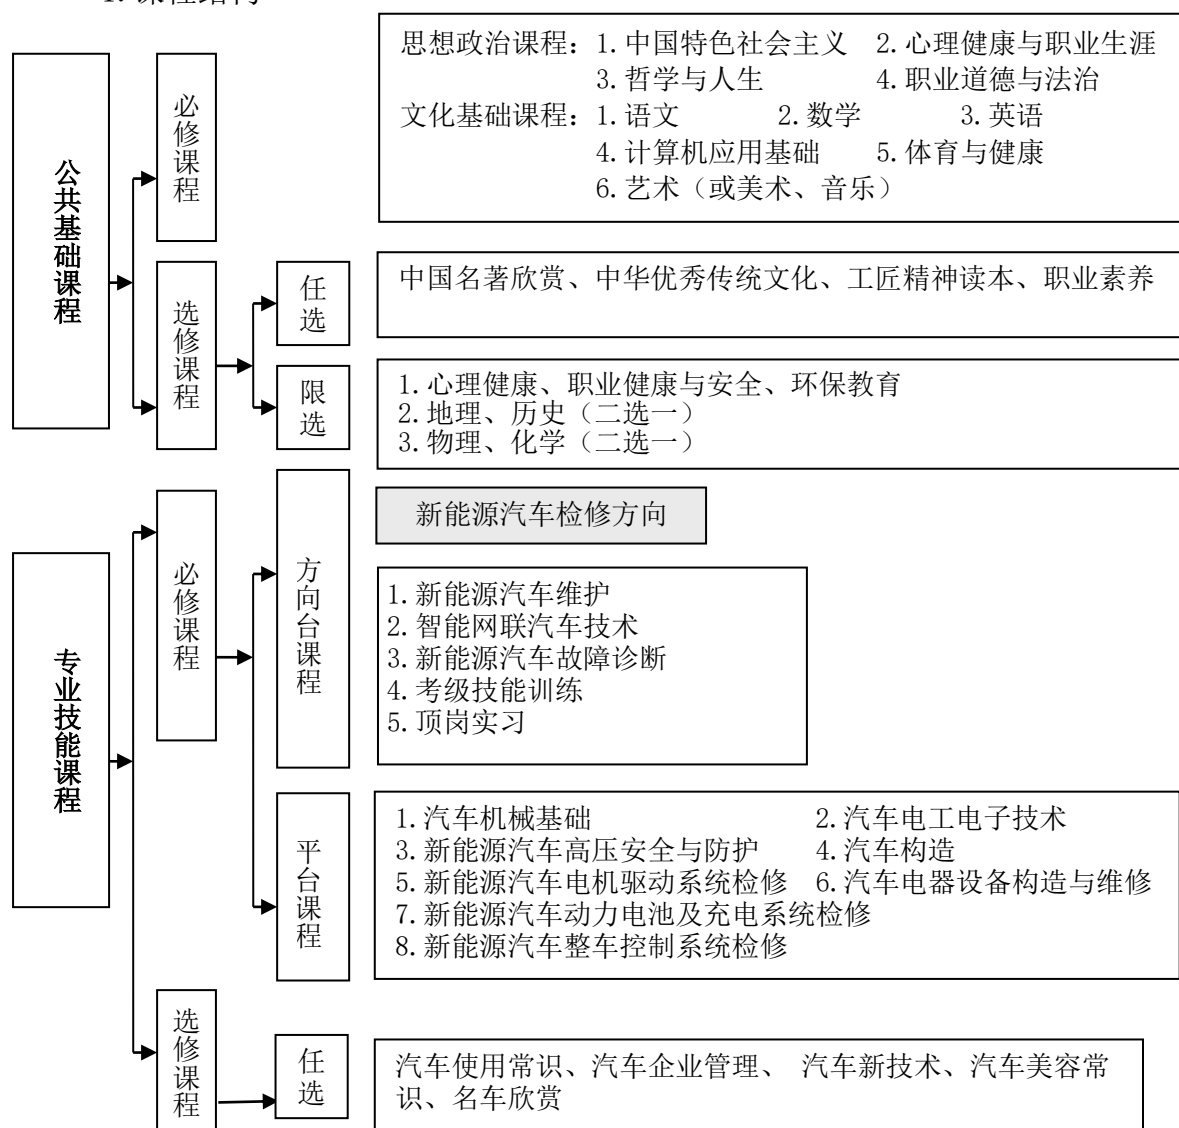 公共基础课程
必修课程
思想政治课程：1.中国特色社会主义 2.心理健康与职业生涯
3.哲学与人生 4.职业道德与法治
文化基础课程：1.语文 2.数学 3.英语
4.计算机应用基础 5.体育与健康
6.艺术（或美术、音乐）
选修课程
任选
中国名著欣赏、中华优秀传统文化、工匠精神读本、职业素养
限选
1.心理健康、职业健康与安全、环保教育
2.地理、历史（二选一）
3.物理、化学（二选一）
专业技能课程
必修课程
方向台课程
新能源汽车检修方向
1.新能源汽车维护
2.智能网联汽车技术
3.新能源汽车故障诊断
4.考级技能训练
5.顶岗实习
平台课程
1.汽车机械基础 2.汽车电工电子技术
3.新能源汽车高压安全与防护 4.汽车构造
5.新能源汽车电机驱动系统检修 6.汽车电器设备构造与维修
7.新能源汽车动力电池及充电系统检修
8.新能源汽车整车控制系统检修
选修课程
任选
汽车使用常识、汽车企业管理、 汽车新技术、汽车美容常
识、名车欣赏